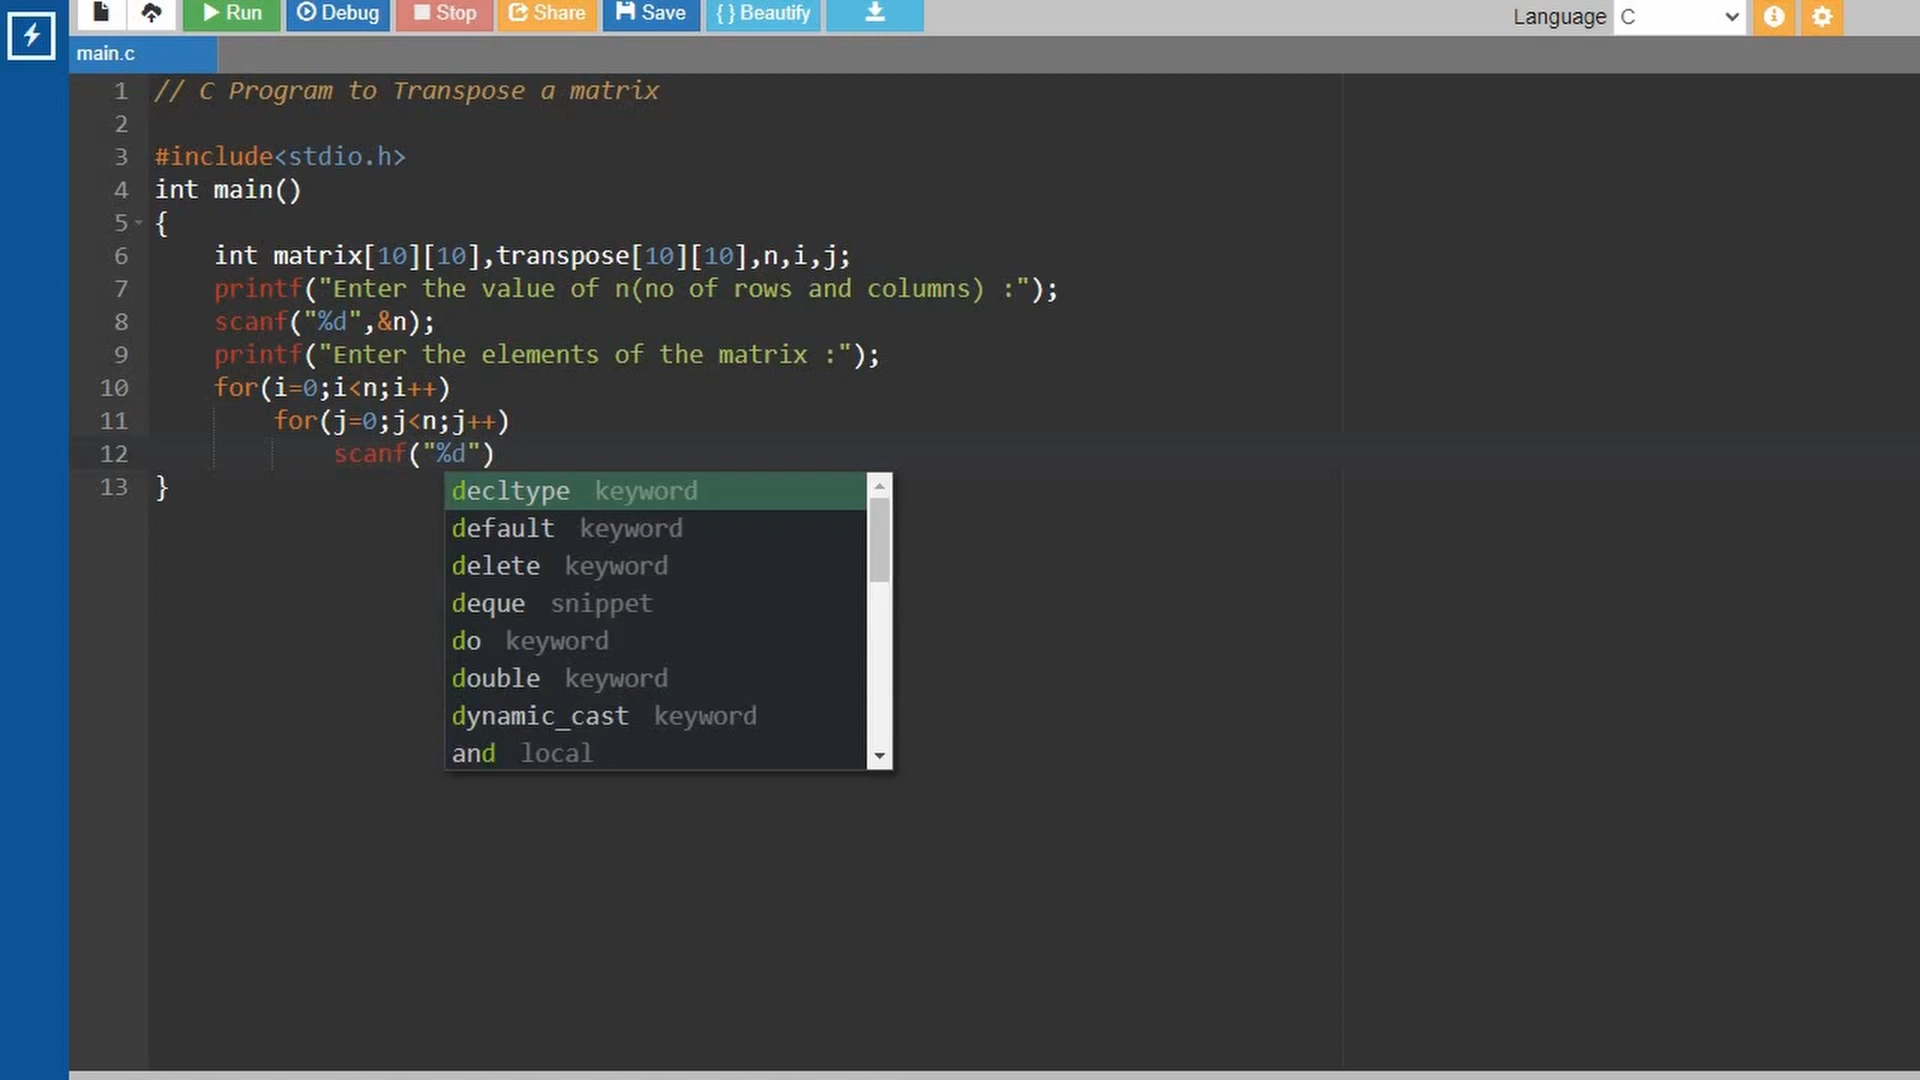 Run Debug Stop Share Save { } Beautify Language C
main.c
1 // C Program to Transpose a matrix
2
3 #include<stdio.h>
4 int main()
5 {
6 int matrix[10][10],transpose[10][10],n,i,j;
7 printf("Enter the value of n(no of rows and columns) :");
8 scanf("%d",&n);
9 printf("Enter the elements of the matrix :");
10 for(i=0;i<n;i++)
11 for(j=0;j<n;j++)
12 scanf("%d")
13 }
decltype keyword
default keyword
delete keyword
deque snippet
do keyword
double keyword
dynamic_cast keyword
and local